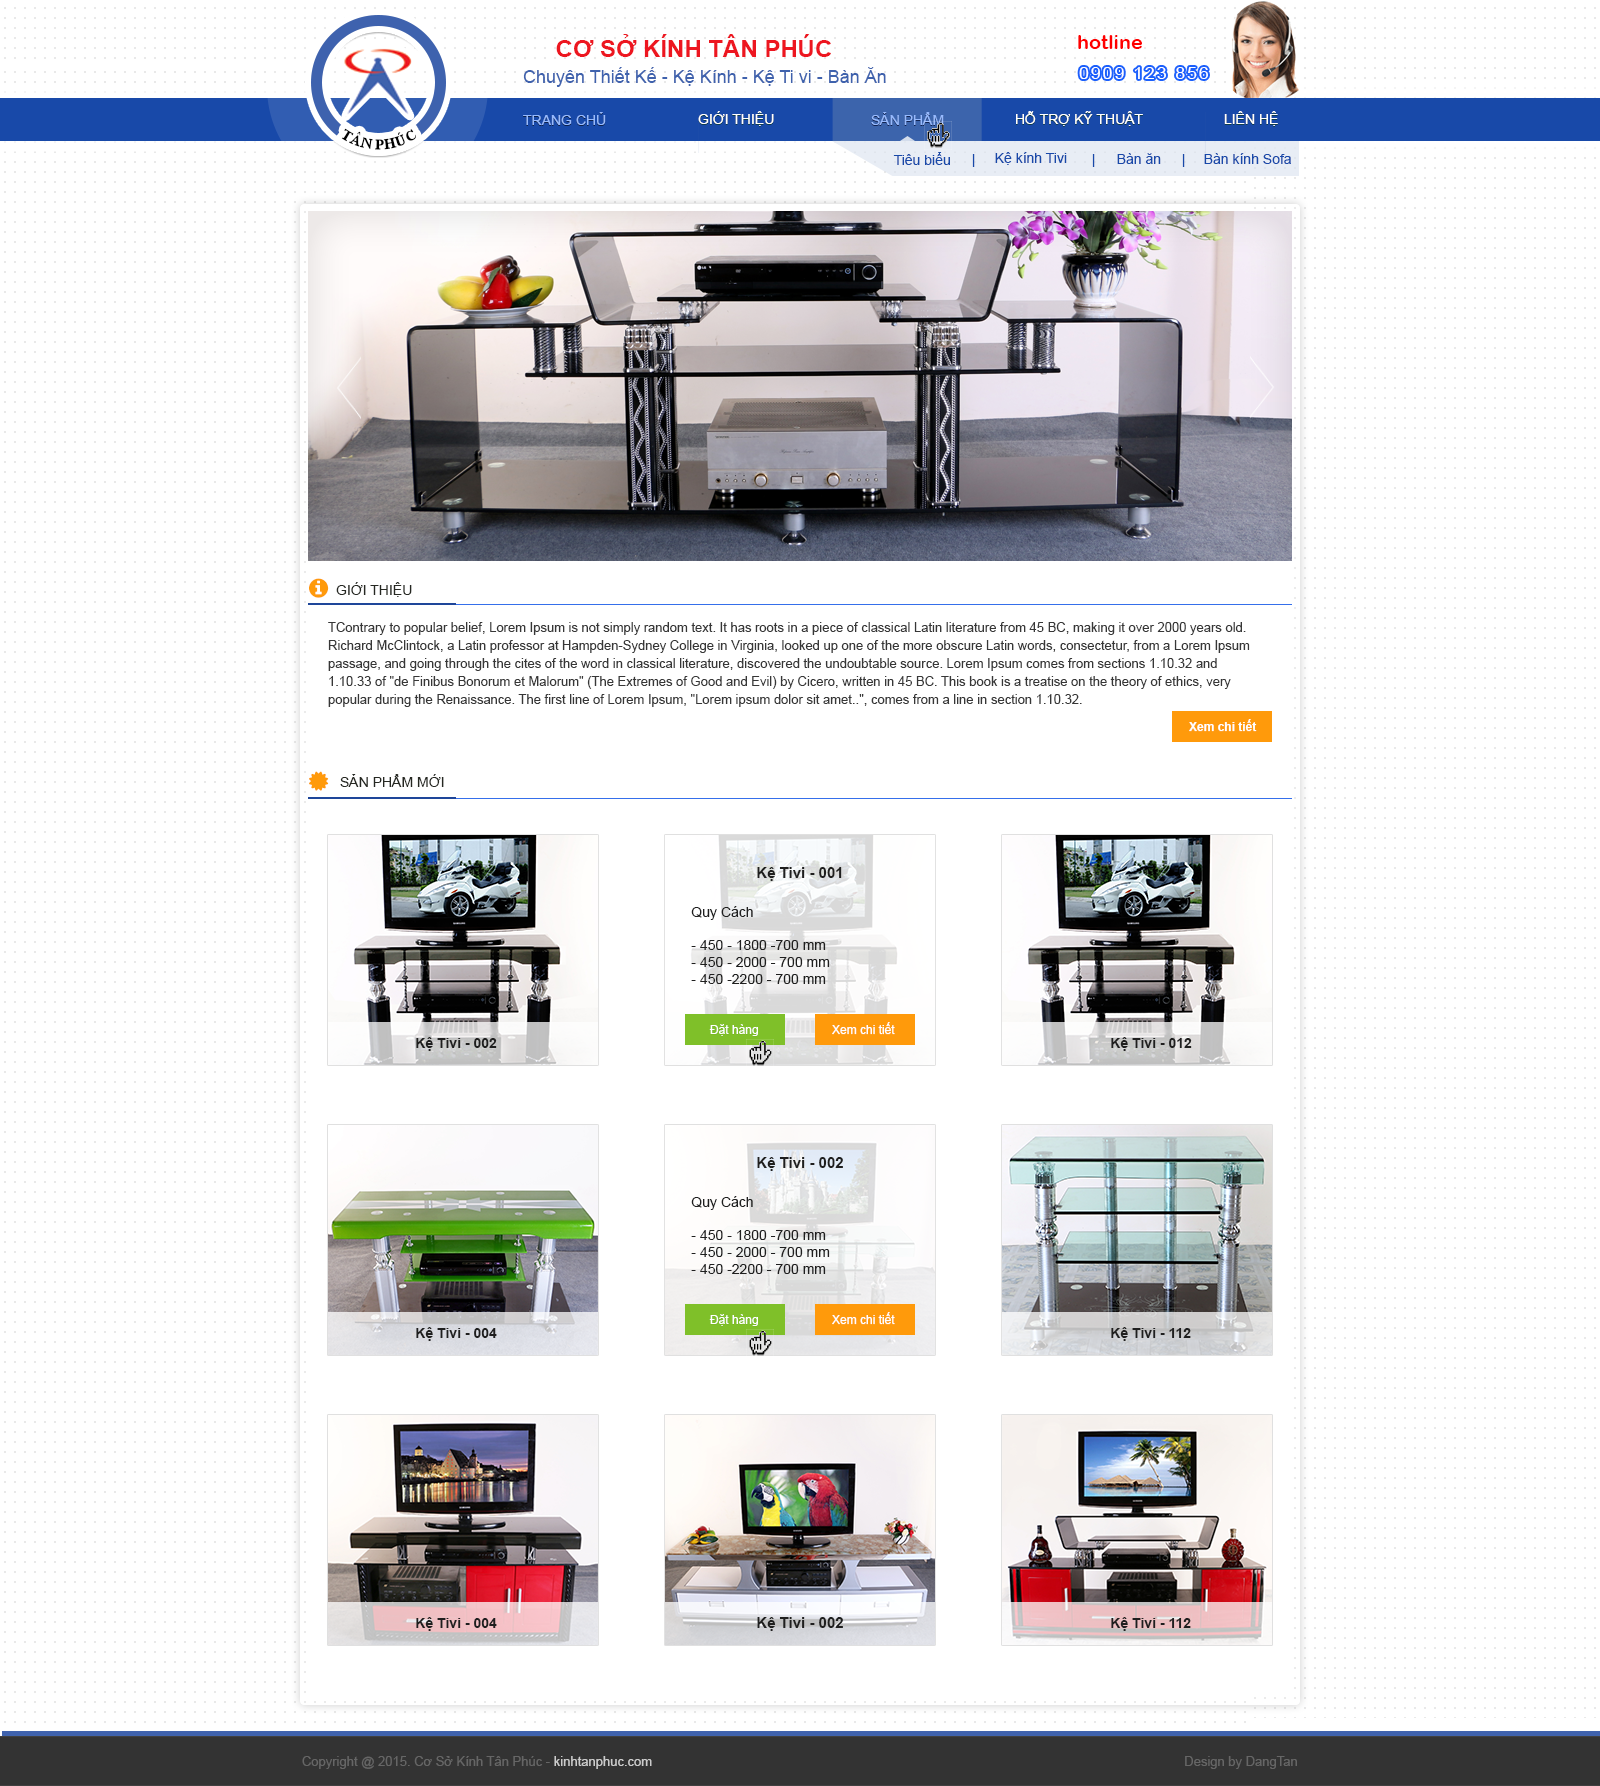 TÂN PHÚC
CƠ SỞ KÍNH TÂN PHÚC
Chuyên Thiết Kế - Kệ Kính - Kệ Ti vi - Bàn Ăn
hotline
0909 123 856
TRANG CHỦ
GIỚI THIỆU
SẢN PHẨM
HỖ TRỢ KỸ THUẬT
LIÊN HỆ
Tiêu biểu | Kệ kính Tivi | Bàn ăn | Bàn kính Sofa
GIỚI THIỆU
TContrary to popular belief, Lorem Ipsum is not simply random text. It has roots in a piece of classical Latin literature from 45 BC, making it over 2000 years old.
Richard McClintock, a Latin professor at Hampden-Sydney College in Virginia, looked up one of the more obscure Latin words, consectetur, from a Lorem Ipsum
passage, and going through the cites of the word in classical literature, discovered the undoubtable source. Lorem Ipsum comes from sections 1.10.32 and
1.10.33 of "de Finibus Bonorum et Malorum" (The Extremes of Good and Evil) by Cicero, written in 45 BC. This book is a treatise on the theory of ethics, very
popular during the Renaissance. The first line of Lorem Ipsum, "Lorem ipsum dolor sit amet..", comes from a line in section 1.10.32.
Xem chi tiết
SẢN PHẨM MỚI
Kệ Tivi - 002
Kệ Tivi - 001
Quy Cách
- 450 - 1800 -700 mm
- 450 - 2000 - 700 mm
- 450 -2200 - 700 mm
Đặt hàng
Xem chi tiết
Kệ Tivi - 012
Kệ Tivi - 004
Kệ Tivi - 002
Quy Cách
- 450 - 1800 -700 mm
- 450 - 2000 - 700 mm
- 450 -2200 - 700 mm
Đặt hàng
Xem chi tiết
Kệ Tivi - 112
Kệ Tivi - 004
Kệ Tivi - 002
Kệ Tivi - 112
Copyright @ 2015. Cơ Sở Kính Tân Phúc - kinhtanphuc.com
Design by DangTan